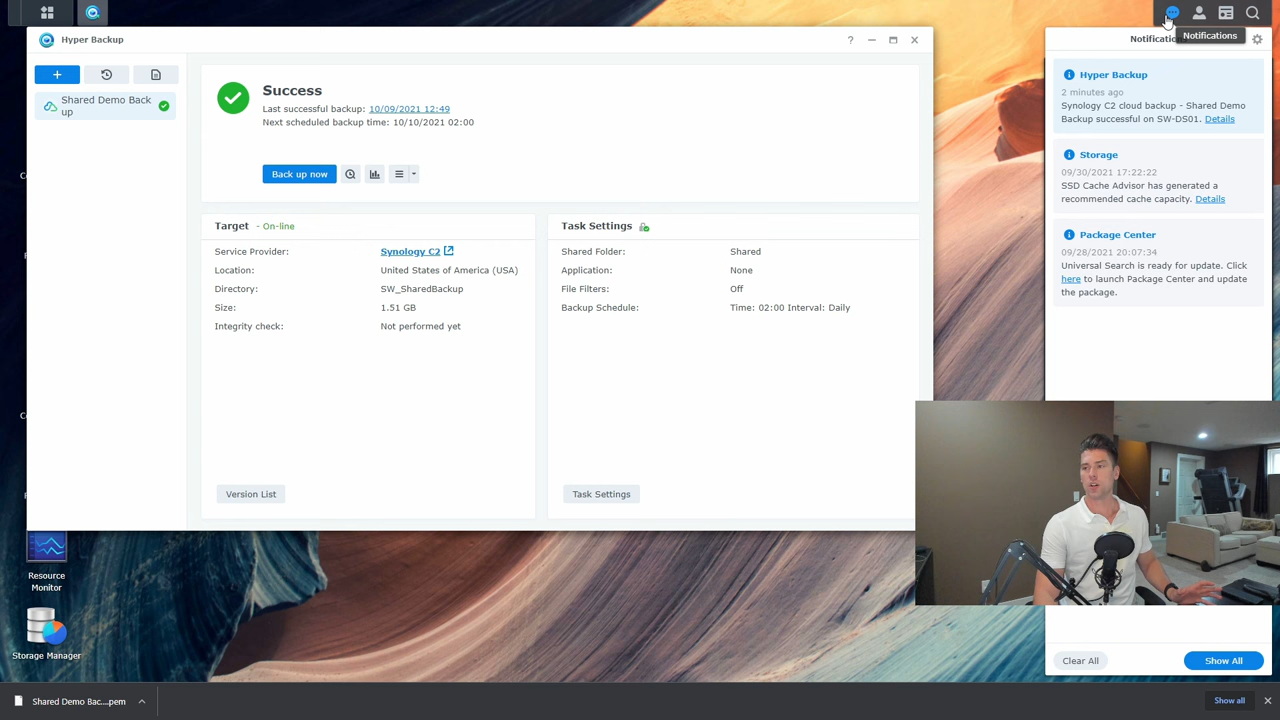 Hyper Backup
?
Shared Demo Back
up
Success
Last successful backup: 10/09/2021 12:49
Next scheduled backup time: 10/10/2021 02:00
Back up now
Target - On-line
Service Provider: Synology C2
Location: United States of America (USA)
Directory: SW_SharedBackup
Size: 1.51 GB
Integrity check: Not performed yet
Version List
Task Settings
Shared Folder: Shared
Application: None
File Filters: Off
Backup Schedule: Time: 02:00 Interval: Daily
Task Settings
Notifications
Notifications
Hyper Backup
2 minutes ago
Synology C2 cloud backup - Shared Demo
Backup successful on SW-DS01. Details
Storage
09/30/2021 17:22:22
SSD Cache Advisor has generated a
recommended cache capacity. Details
Package Center
09/28/2021 20:07:34
Universal Search is ready for update. Click
here to launch Package Center and update
the package.
Clear All
Show All
Resource
Monitor
Storage Manager
Shared Demo Bac....pem
Show all